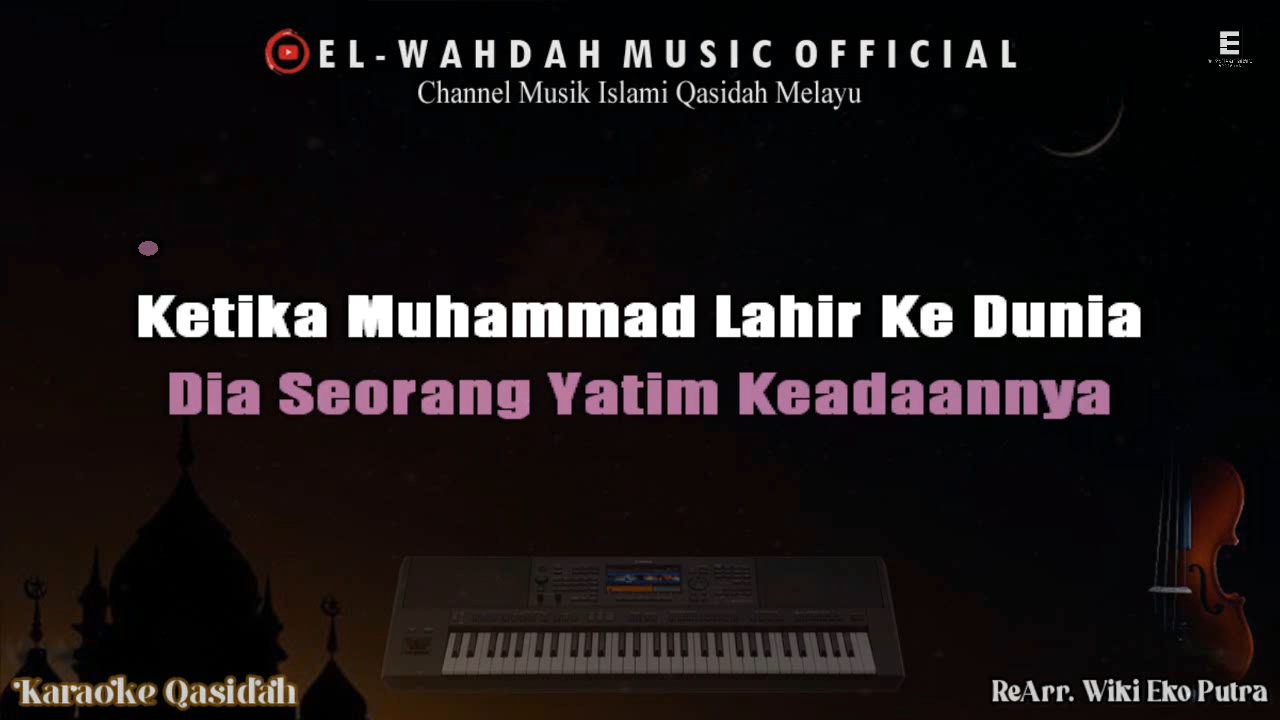 EL-WAHDAH MUSIC OFFICIAL
Channel Musik Islami Qasidah Melayu
Ketika Muhammad Lahir Ke Dunia
Dia Seorang Yatim Keadaannya
Karaoke Qasidah
ReArr. Wiki Eko Putra